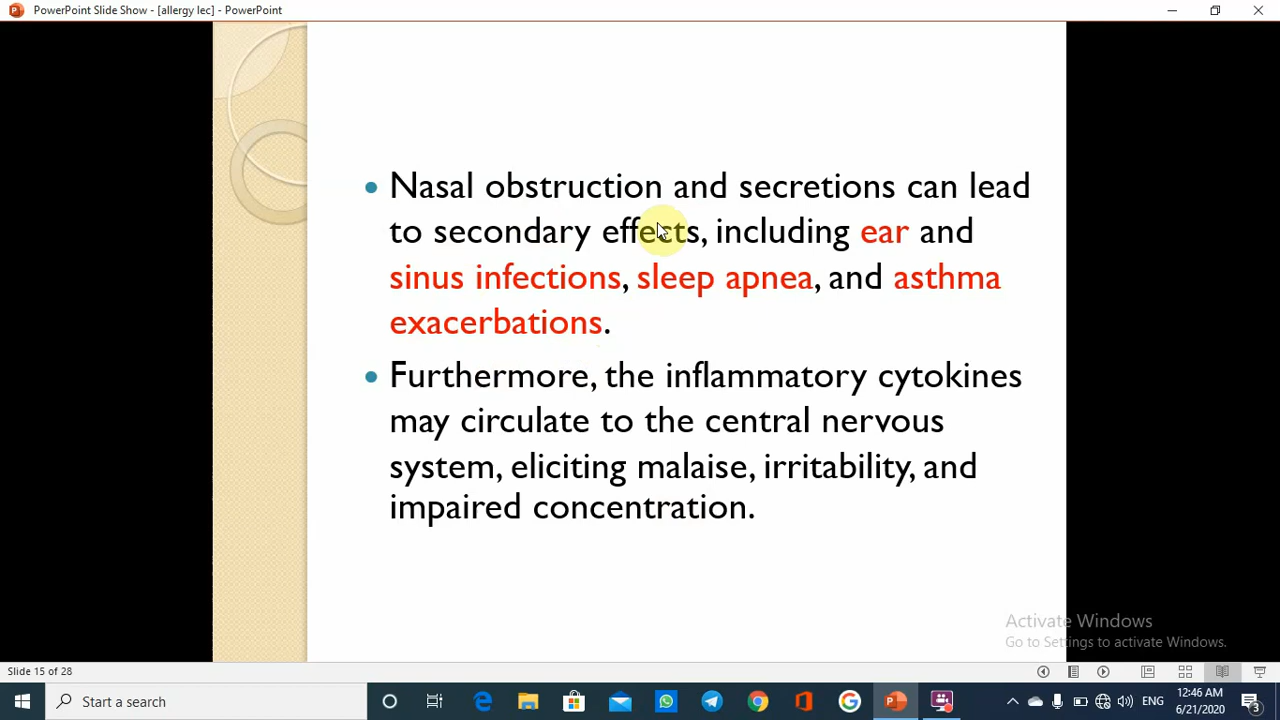 PowerPoint Slide Show - [allergy lec] - PowerPoint
• Nasal obstruction and secretions can lead
to secondary effects, including ear and
sinus infections, sleep apnea, and asthma
exacerbations.
• Furthermore, the inflammatory cytokines
may circulate to the central nervous
system, eliciting malaise, irritability, and
impaired concentration.
Activate Windows
Go to Settings to activate Windows.
Slide 15 of 28
Start a search
ENG
12:46 AM
6/21/2020
3